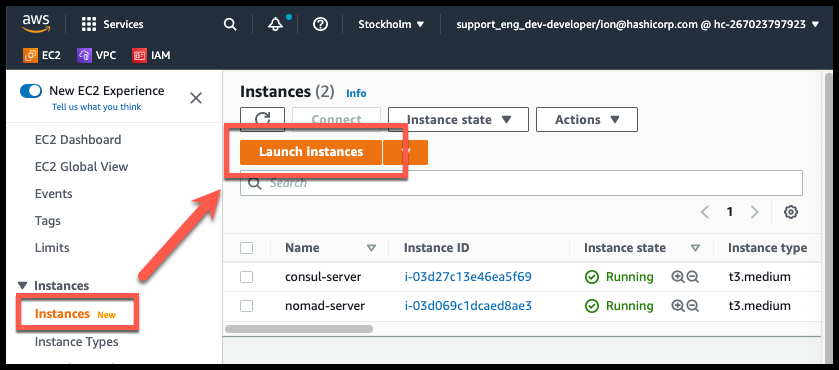 aws
Services
Stockholm
support_eng_dev-developer/ion@hashicorp.com @ hc-267023797923
EC2 VPC IAM
New EC2 Experience
Tell us what you think
EC2 Dashboard
EC2 Global View
Events
Tags
Limits
Instances
Instances New
Instance Types
Instances (2) Info
Connect Instance state Actions
Launch instances
Search
1
Name Instance ID Instance state Instance type
consul-server i-03d27c13e46ea5f69 Running t3.medium
nomad-server i-03d069c1dcaed8ae3 Running t3.medium